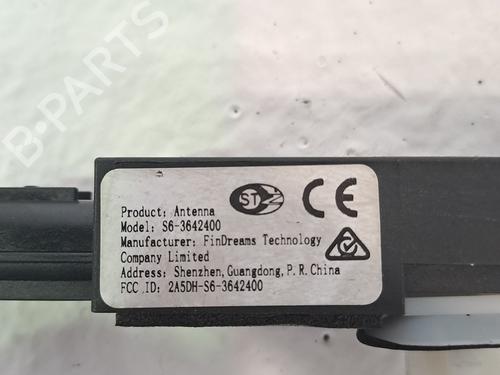 B-PARTS
ST
CE
Product: Antenna
Model: S6-3642400
Manufacturer: FinDreams Technology
Company Limited
Address: Shenzhen, Guangdong, P. R. China
FCC ID: 2A5DH-S6-3642400